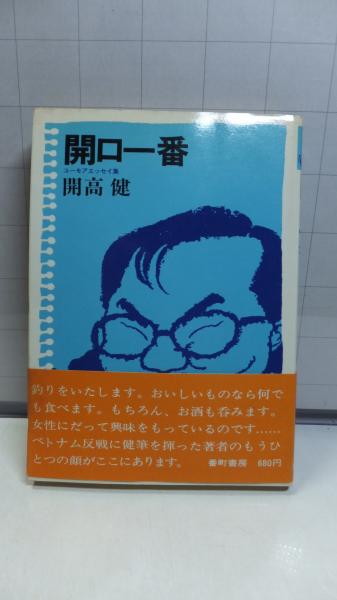 開口一番
ユーモアエッセイ集
開高 健
釣りをいたします。おいしいものなら何で
も食べます。もちろん、お酒も呑みます。
女性にだって興味をもっているのです……
ベトナム反戦に健筆を揮った著者のもうひ
とつの顔がここにあります。 番町書房 680円